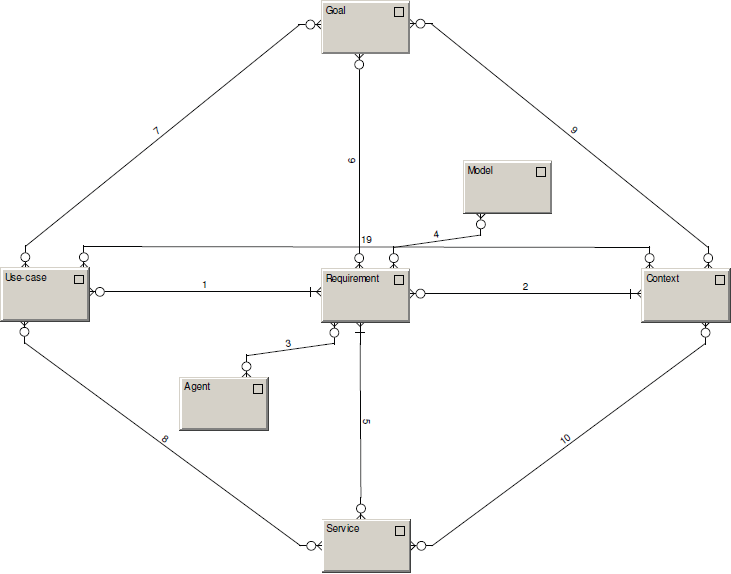 Goal
7
6
9
Model
4
19
Use-case
1
Requirement
2
Context
3
Agent
5
8
10
Service